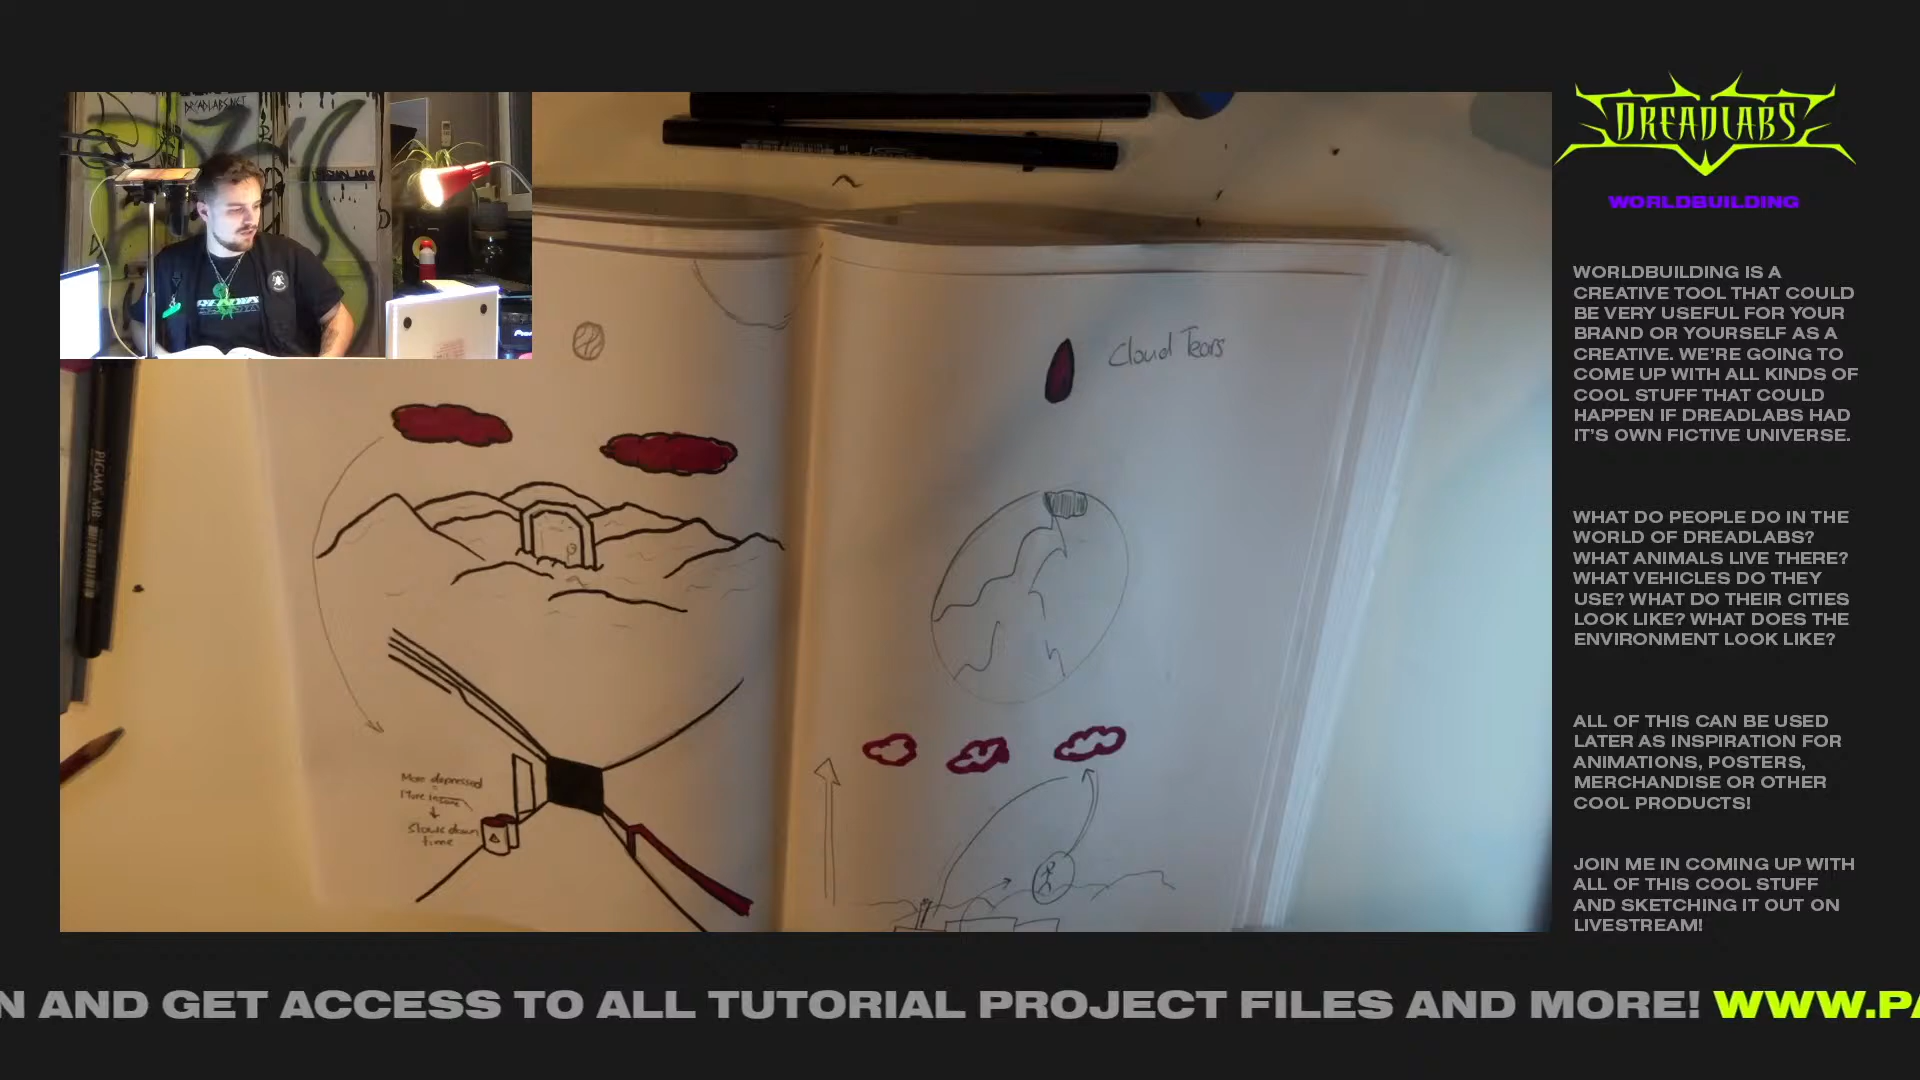 DREADLABS.NET
DREADLABS
WORLDBUILDING
WORLDBUILDING IS A
CREATIVE TOOL THAT COULD
BE VERY USEFUL FOR YOUR
BRAND OR YOURSELF AS A
CREATIVE. WE'RE GOING TO
COME UP WITH ALL KINDS OF
COOL STUFF THAT COULD
HAPPEN IF DREADLABS HAD
IT'S OWN FICTIVE UNIVERSE.
WHAT DO PEOPLE DO IN THE
WORLD OF DREADLABS?
WHAT ANIMALS LIVE THERE?
WHAT VEHICLES DO THEY
USE? WHAT DO THEIR CITIES
LOOK LIKE? WHAT DOES THE
ENVIRONMENT LOOK LIKE?
ALL OF THIS CAN BE USED
LATER AS INSPIRATION FOR
ANIMATIONS, POSTERS,
MERCHANDISE OR OTHER
COOL PRODUCTS!
JOIN ME IN COMING UP WITH
ALL OF THIS COOL STUFF
AND SKETCHING IT OUT ON
LIVESTREAM!
Cloud Tears
More depressed
More insane
Slows down
time
PIGMA MB
N AND GET ACCESS TO ALL TUTORIAL PROJECT FILES AND MORE! WWW.PA